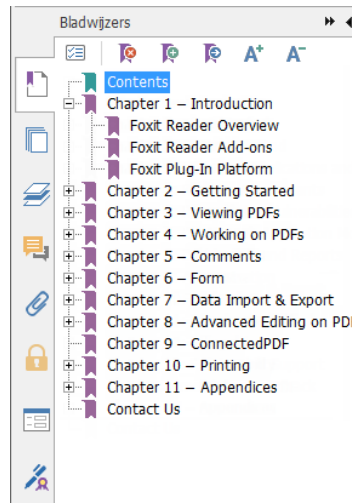 Bladwijzers
A+ A-
Contents
Chapter 1 – Introduction
Foxit Reader Overview
Foxit Reader Add-ons
Foxit Plug-In Platform
Chapter 2 – Getting Started
Chapter 3 – Viewing PDFs
Chapter 4 – Working on PDFs
Chapter 5 – Comments
Chapter 6 – Form
Chapter 7 – Data Import & Export
Chapter 8 – Advanced Editing on PDF
Chapter 9 – ConnectedPDF
Chapter 10 – Printing
Chapter 11 – Appendices
Contact Us